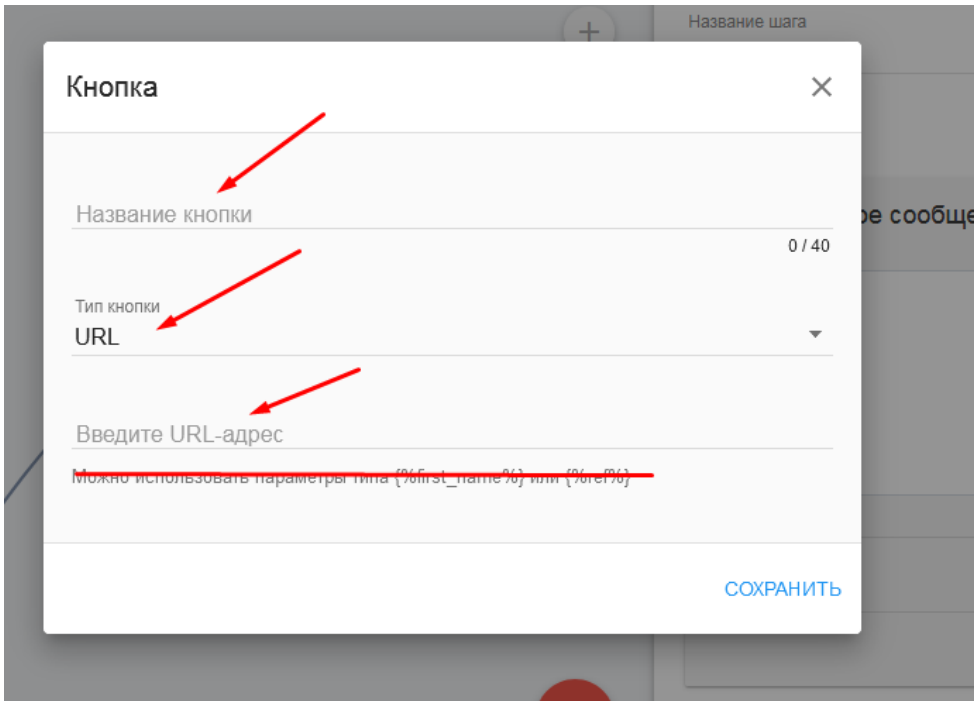 Название шага
Кнопка
Название кнопки
ре сообще
0 / 40
Тип кнопки
URL
Введите URL-адрес
Можно использовать параметры типа {%first_name%} или {%ref%}
СОХРАНИТЬ